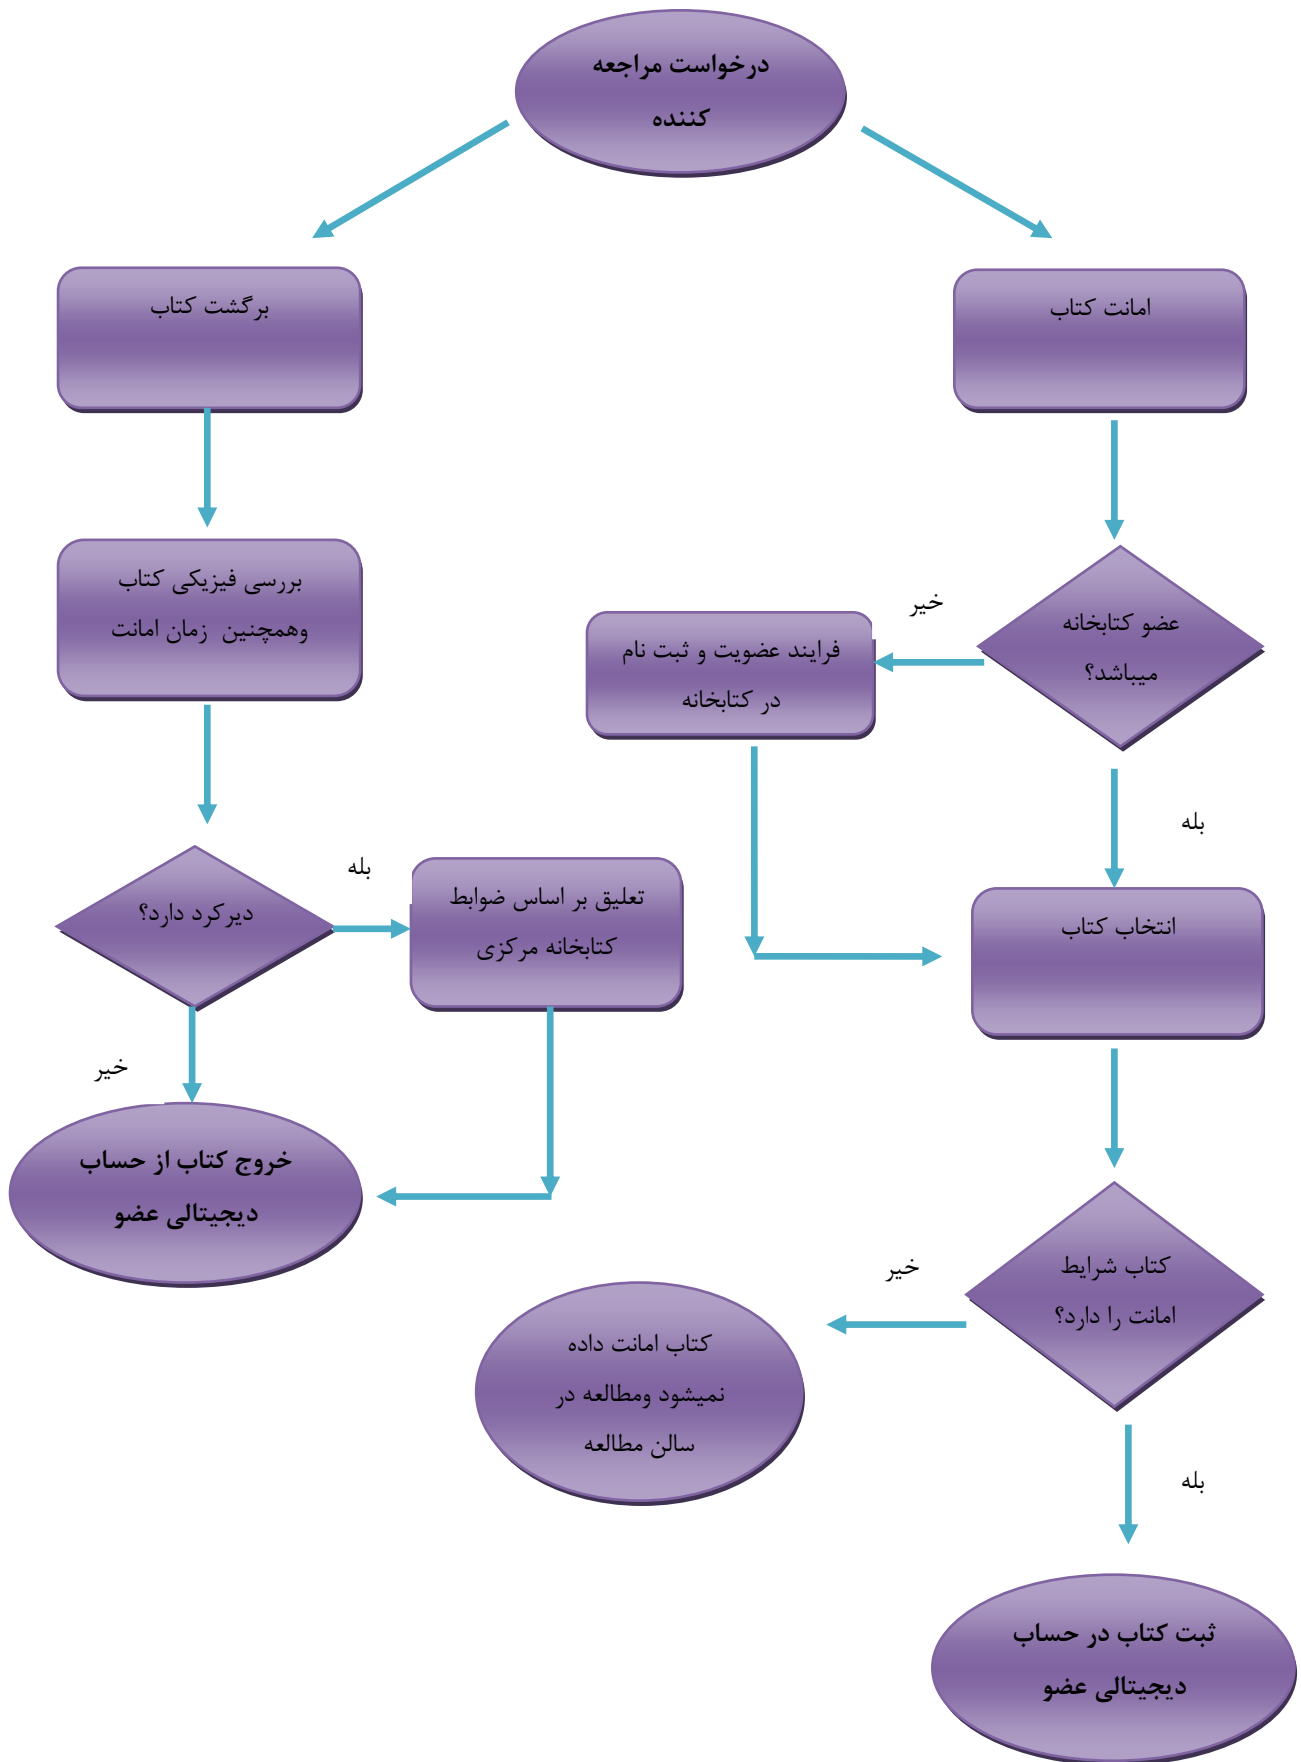 درخواست مراجعه
کننده
امانت کتاب
برگشت کتاب
بررسی فیزیکی کتاب
وهمچنین زمان امانت
عضو کتابخانه
میباشد؟
خیر
فرایند عضویت و ثبت نام
در کتابخانه
بله
انتخاب کتاب
دیرکرد دارد؟
بله
تعلیق بر اساس ضوابط
کتابخانه مرکزی
خیر
خروج کتاب از حساب
دیجیتالی عضو
کتاب شرایط
امانت را دارد؟
خیر
کتاب امانت داده
نمیشود ومطالعه در
سالن مطالعه
بله
ثبت کتاب در حساب
دیجیتالی عضو